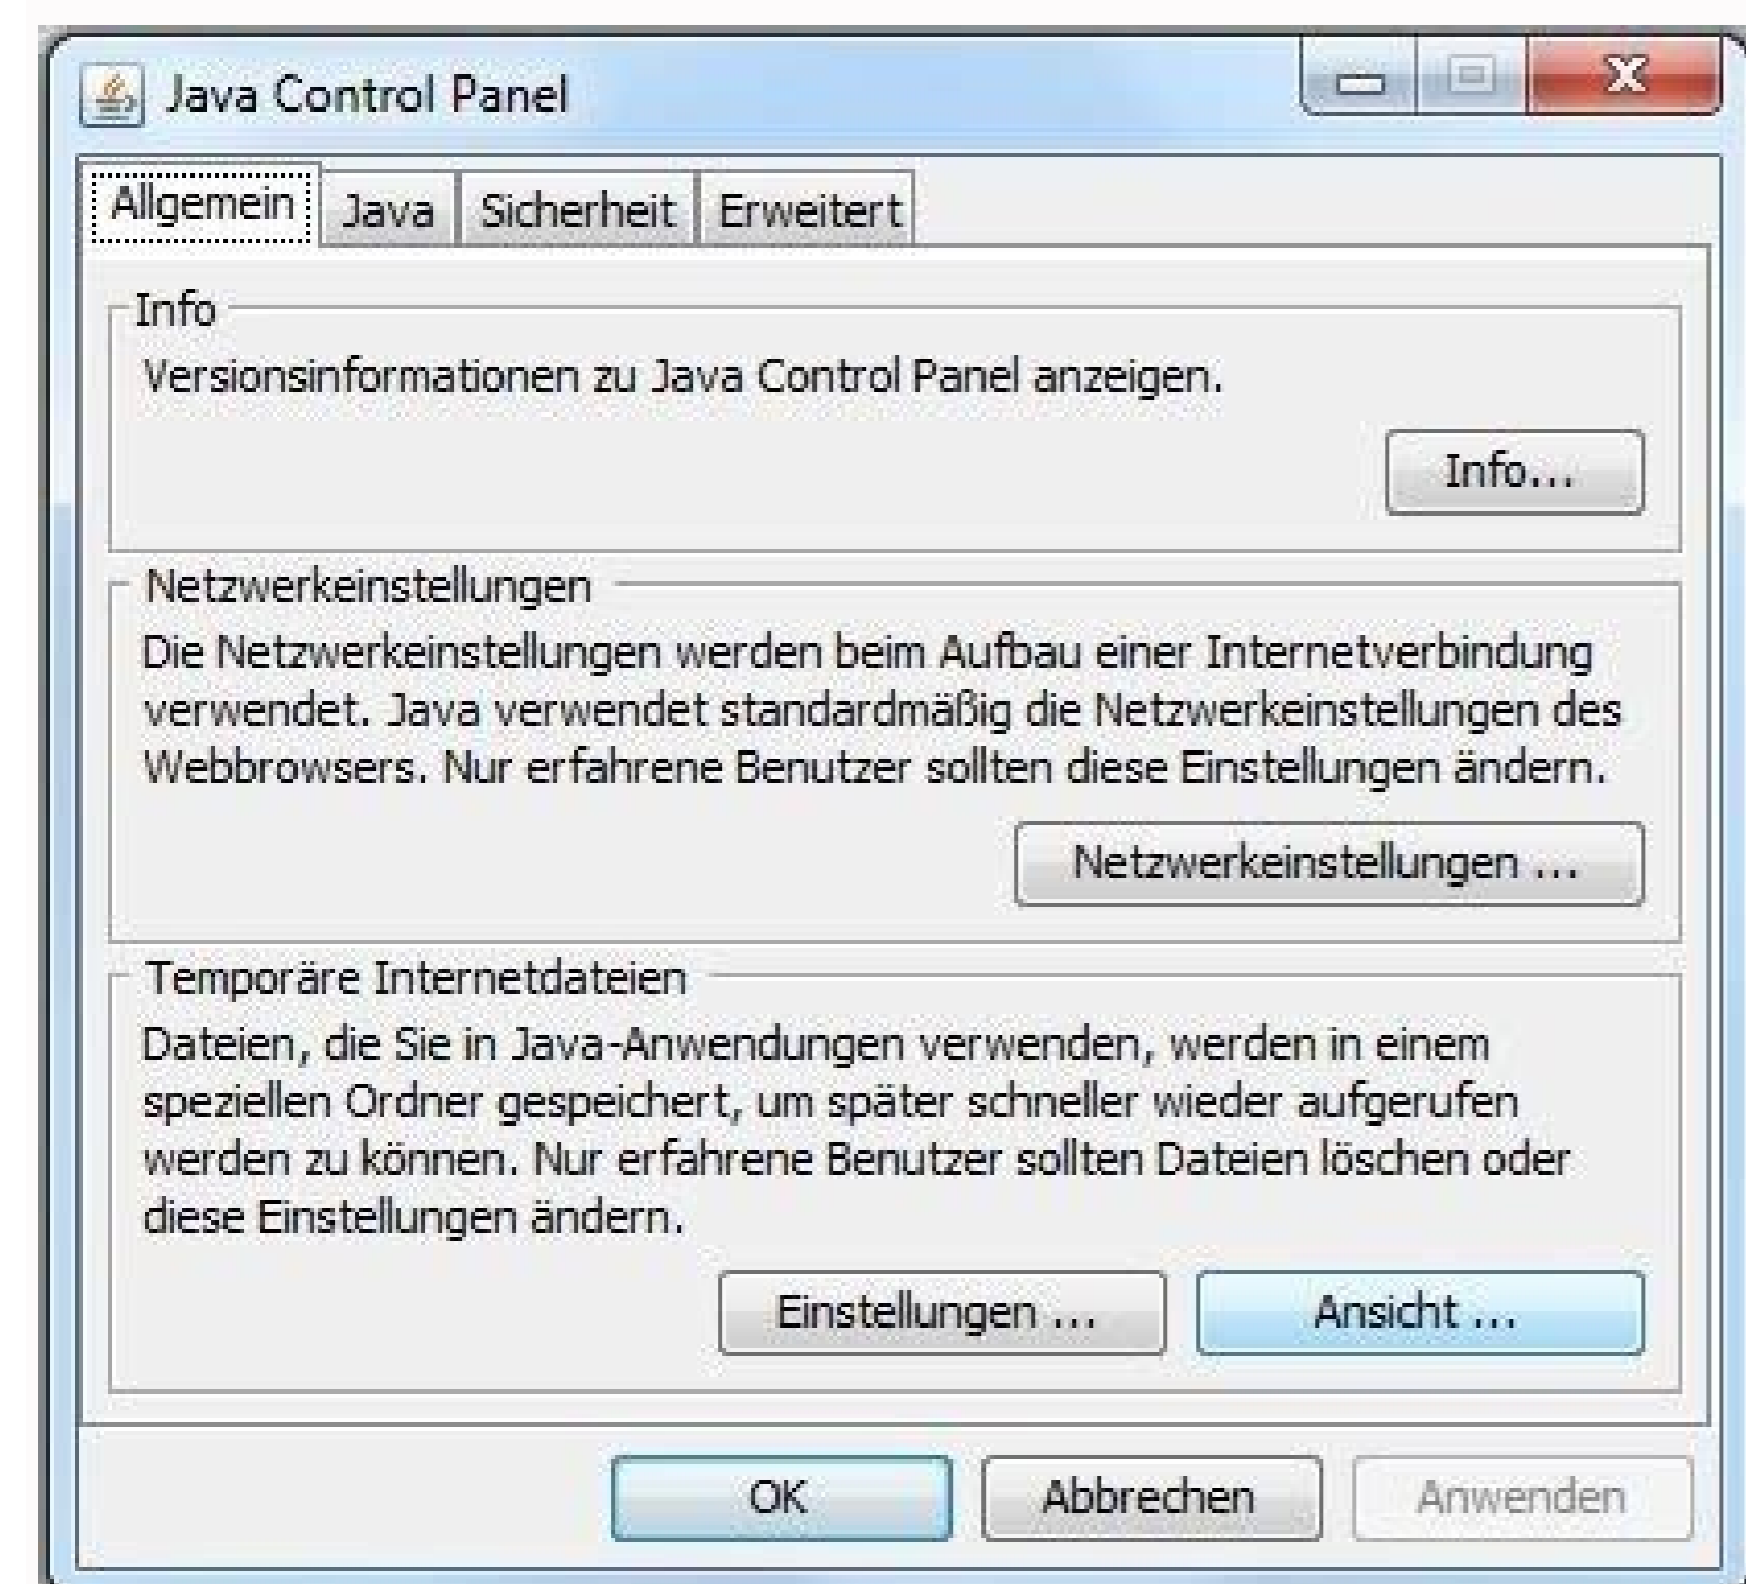 Java Control Panel
Allgemein Java Sicherheit Erweitert
Info
Versionsinformationen zu Java Control Panel anzeigen.
Info...
Netzwerkeinstellungen
Die Netzwerkeinstellungen werden beim Aufbau einer Internetverbindung
verwendet. Java verwendet standardmäßig die Netzwerkeinstellungen des
Webbrowsers. Nur erfahrene Benutzer sollten diese Einstellungen ändern.
Netzwerkeinstellungen ...
Temporäre Internetdateien
Dateien, die Sie in Java-Anwendungen verwenden, werden in einem
speziellen Ordner gespeichert, um später schneller wieder aufgerufen
werden zu können. Nur erfahrene Benutzer sollten Dateien löschen oder
diese Einstellungen ändern.
Einstellungen ... Ansicht ...
OK Abbrechen Anwenden